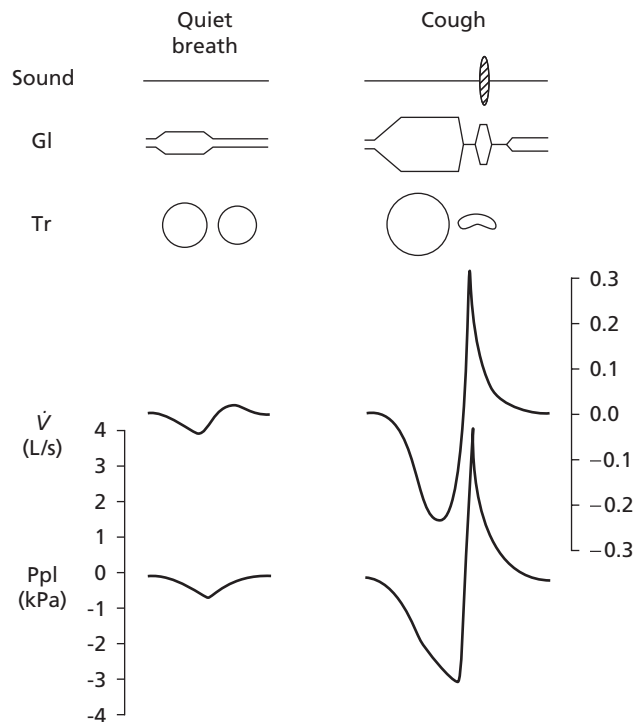 Quiet
breath
Cough
Sound
Gl
Tr
0.3
0.2
0.1
0.0
−0.1
−0.2
−0.3
V̇
(L/s)
4
3
2
1
0
-1
-2
-3
-4
Ppl
(kPa)